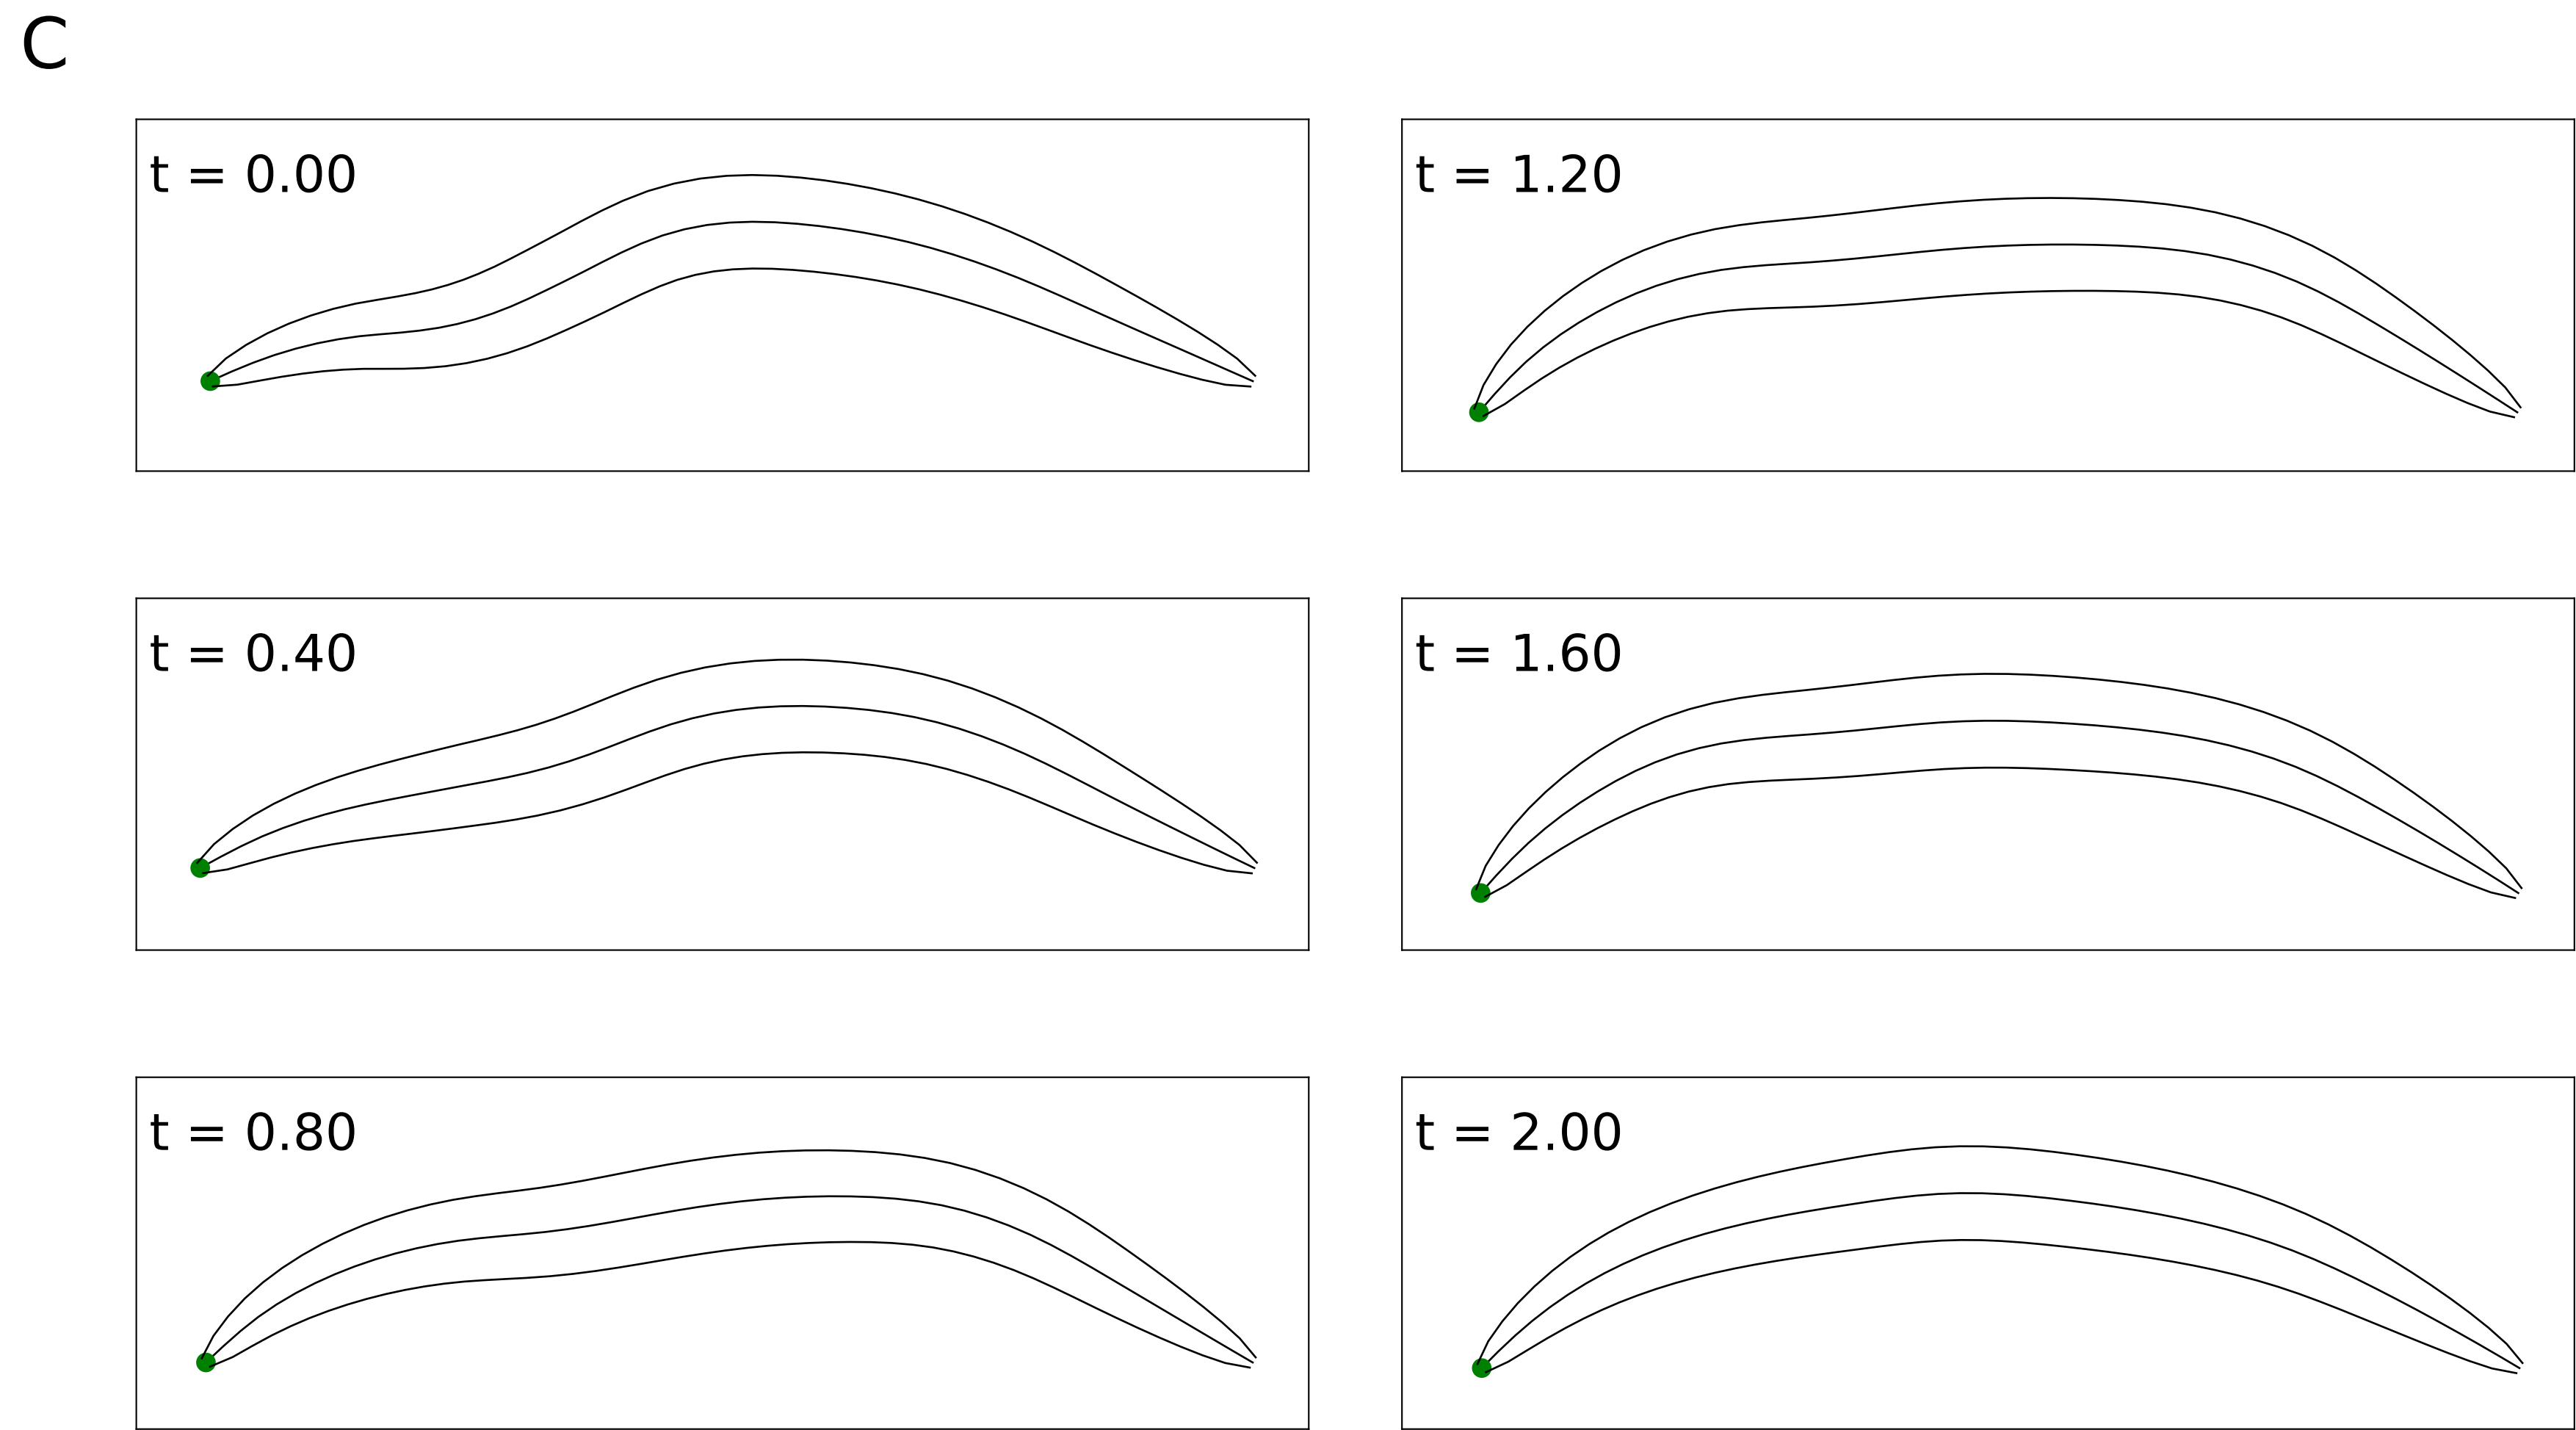 C
t = 0.00
t = 1.20
t = 0.40
t = 1.60
t = 0.80
t = 2.00